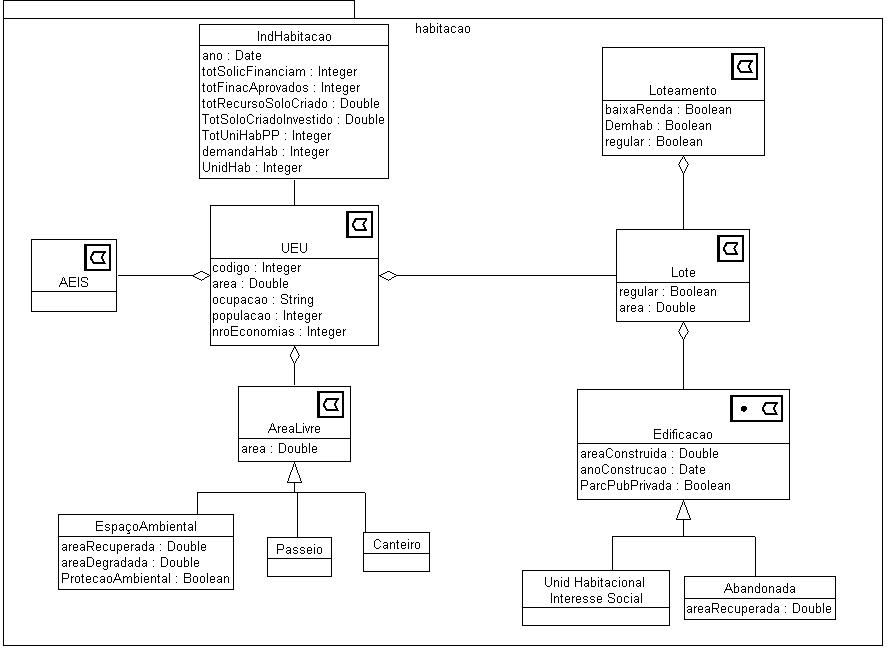 habitacao
IndHabitacao
ano : Date
totSolicFinanciam : Integer
totFinacAprovados : Integer
totRecursoSoloCriado : Double
TotSoloCriadoInvestido : Double
TotUniHabPP : Integer
demandaHab : Integer
UnidHab : Integer
Loteamento
baixaRenda : Boolean
Demhab : Boolean
regular : Boolean
AEIS
UEU
codigo : Integer
area : Double
ocupacao : String
populacao : Integer
nroEconomias : Integer
Lote
regular : Boolean
area : Double
AreaLivre
area : Double
Edificacao
areaConstruida : Double
anoConstrucao : Date
ParcPubPrivada : Boolean
EspaçoAmbiental
areaRecuperada : Double
areaDegradada : Double
ProtecaoAmbiental : Boolean
Passeio
Canteiro
Unid Habitacional
Interesse Social
Abandonada
areaRecuperada : Double